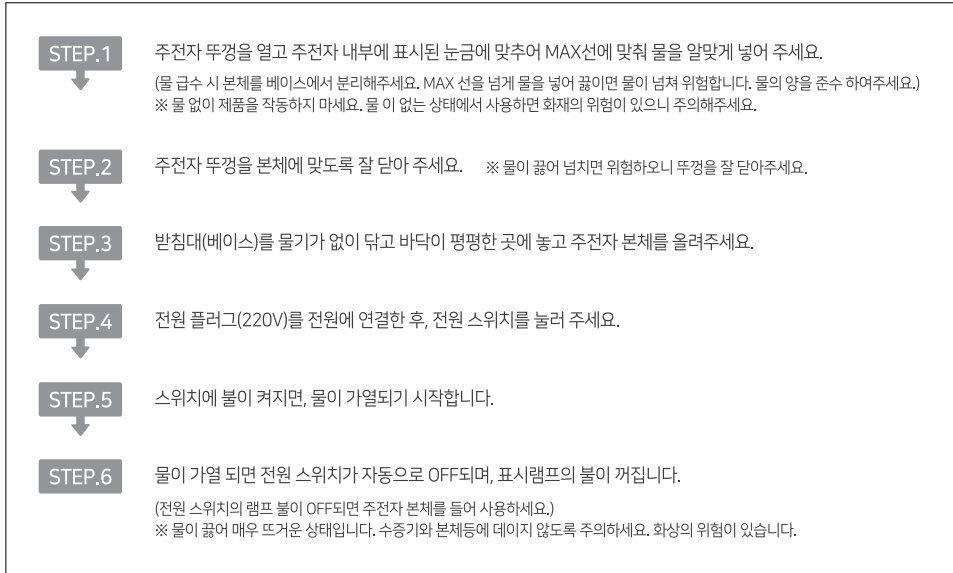 STEP.1
주전자 뚜껑을 열고 주전자 내부에 표시된 눈금에 맞추어 MAX선에 맞춰 물을 알맞게 넣어 주세요.
(물 급수 시 본체를 베이스에서 분리해주세요. MAX 선을 넘게 물을 넣어 끓이면 물이 넘쳐 위험합니다. 물의 양을 준수 하여주세요.)
※ 물 없이 제품을 작동하지 마세요. 물 이 없는 상태에서 사용하면 화재의 위험이 있으니 주의해주세요.
STEP.2
주전자 뚜껑을 본체에 맞도록 잘 닫아 주세요. ※ 물이 끓어 넘치면 위험하오니 뚜껑을 잘 닫아주세요.
STEP.3
받침대(베이스)를 물기가 없이 닦고 바닥이 평평한 곳에 놓고 주전자 본체를 올려주세요.
STEP.4
전원 플러그(220V)를 전원에 연결한 후, 전원 스위치를 눌러 주세요.
STEP.5
스위치에 불이 켜지면, 물이 가열되기 시작합니다.
STEP.6
물이 가열 되면 전원 스위치가 자동으로 OFF되며, 표시램프의 불이 꺼집니다.
(전원 스위치의 램프 불이 OFF되면 주전자 본체를 들어 사용하세요.)
※ 물이 끓어 매우 뜨거운 상태입니다. 수증기와 본체등에 데이지 않도록 주의하세요. 화상의 위험이 있습니다.